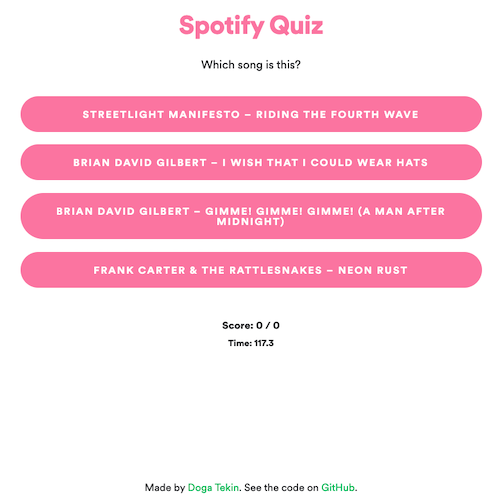 Spotify Quiz
Which song is this?
STREETLIGHT MANIFESTO – RIDING THE FOURTH WAVE
BRIAN DAVID GILBERT – I WISH THAT I COULD WEAR HATS
BRIAN DAVID GILBERT – GIMME! GIMME! GIMME! (A MAN AFTER
MIDNIGHT)
FRANK CARTER & THE RATTLESNAKES – NEON RUST
Score: 0 / 0
Time: 117.3
Made by Doga Tekin. See the code on GitHub.